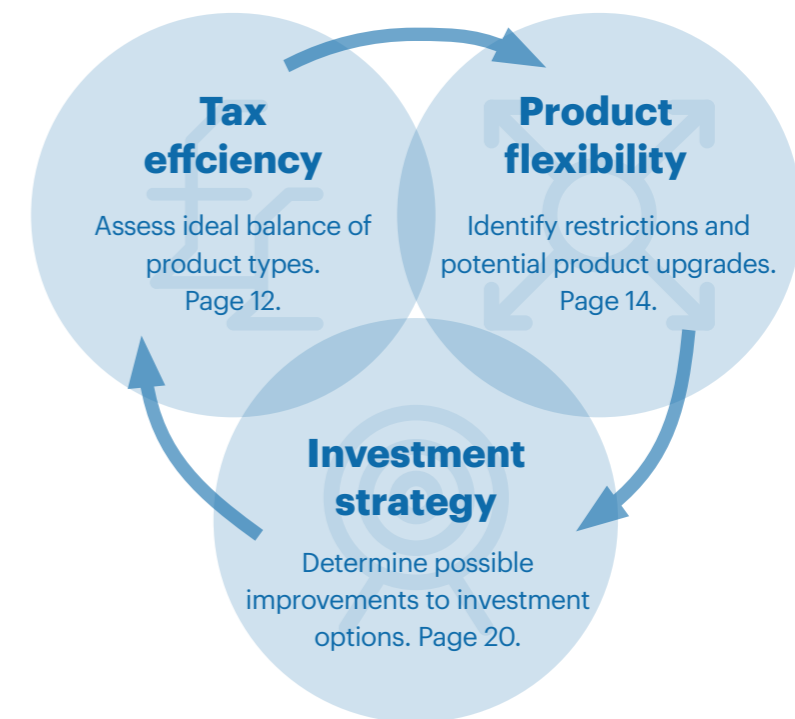 Tax
effciency
Assess ideal balance of
product types.
Page 12.
Product
flexibility
Identify restrictions and
potential product upgrades.
Page 14.
Investment
strategy
Determine possible
improvements to investment
options. Page 20.